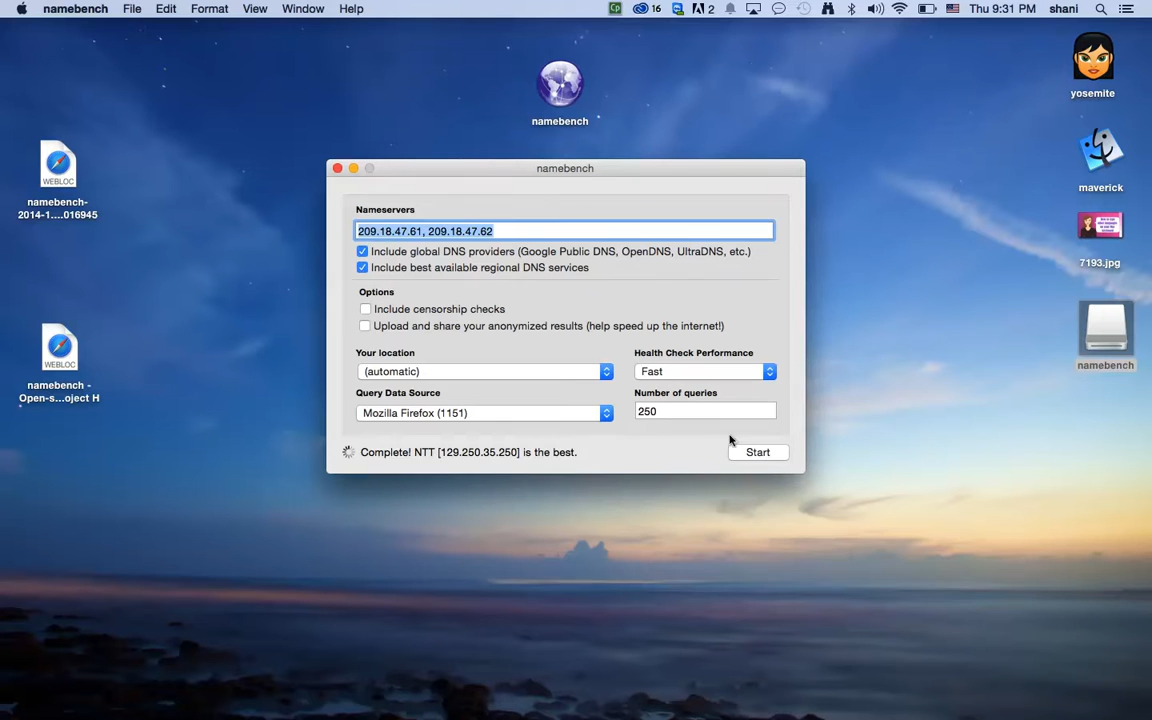 namebench File Edit Format View Window Help 16 2 Thu 9:31 PM shani
namebench
yosemite
WEBLOC
namebench-
2014-1....016945
maverick
7193.jpg
WEBLOC
namebench -
Open-s...oject H
namebench
namebench
Nameservers
209.18.47.61, 209.18.47.62
Include global DNS providers (Google Public DNS, OpenDNS, UltraDNS, etc.)
Include best available regional DNS services
Options
Include censorship checks
Upload and share your anonymized results (help speed up the internet!)
Your location Health Check Performance
(automatic) Fast
Query Data Source Number of queries
Mozilla Firefox (1151) 250
Complete! NTT [129.250.35.250] is the best. Start